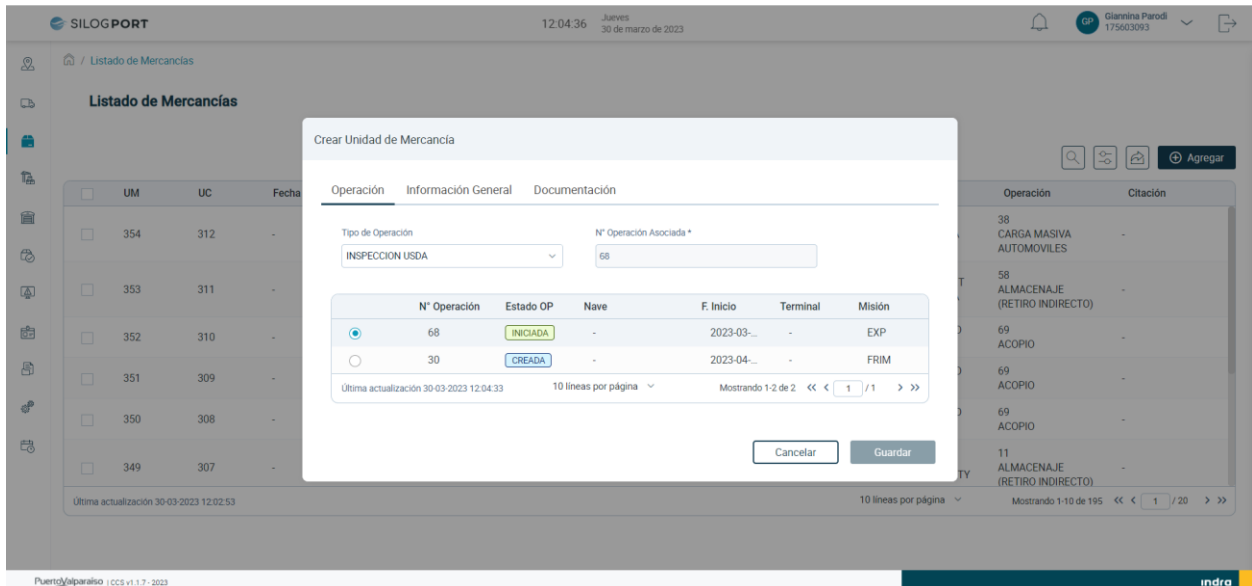 SILOGPORT
12:04:36
Jueves
30 de marzo de 2023
GP
Giannina Parodi
175603093
/ Listado de Mercancías
Listado de Mercancías
Agregar
UM UC Fecha Operación Citación
354 312 -
38
CARGA MASIVA
AUTOMOVILES
-
353 311 -
58
ALMACENAJE
(RETIRO INDIRECTO)
-
352 310 -
69
ACOPIO
-
351 309 -
69
ACOPIO
-
350 308 -
69
ACOPIO
-
349 307 -
TY
11
ALMACENAJE
(RETIRO INDIRECTO)
-
Última actualización 30-03-2023 12:02:53 10 líneas por página Mostrando 1-10 de 195 << < 1 / 20 > >>
Crear Unidad de Mercancía
Operación Información General Documentación
Tipo de Operación N° Operación Asociada *
INSPECCION USDA 68
N° Operación Estado OP Nave F. Inicio Terminal Misión
68 INICIADA - 2023-03-... - EXP
30 CREADA - 2023-04-... - FRIM
Última actualización 30-03-2023 12:04:33 10 líneas por página Mostrando 1-2 de 2 << < 1 / 1 > >>
Cancelar Guardar
PuertoValparaíso | CCS v1.1.7 - 2023
indra